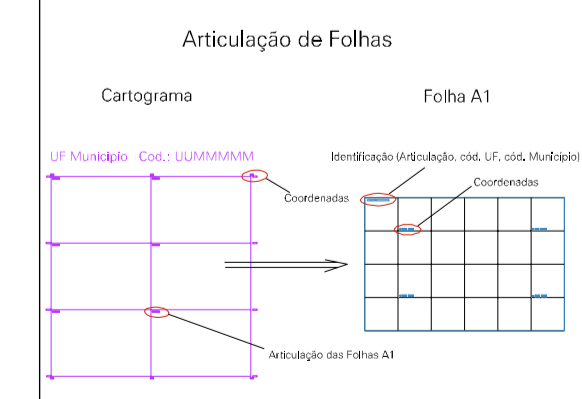 Articulação de Folhas
Cartograma
Folha A1
UF Município Cod.: UUMMMMM
Identificação (Articulação, cód. UF, cód. Município)
Coordenadas
Coordenadas
Articulação das Folhas A1